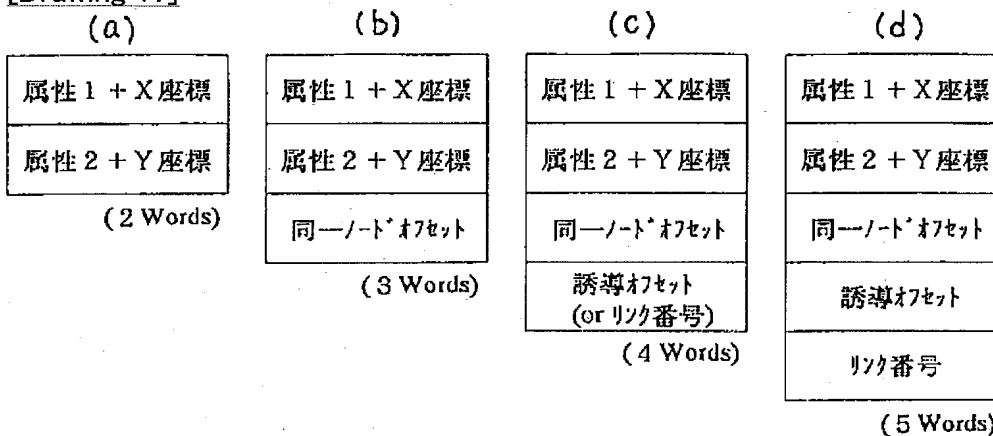 (a)
属性1+X座標
属性2+Y座標
(2 Words)
(b)
属性1+X座標
属性2+Y座標
同一ノードオフセット
(3 Words)
(c)
属性1+X座標
属性2+Y座標
同一ノードオフセット
誘導オフセット
(or リンク番号)
(4 Words)
(d)
属性1+X座標
属性2+Y座標
同一ノードオフセット
誘導オフセット
リンク番号
(5 Words)